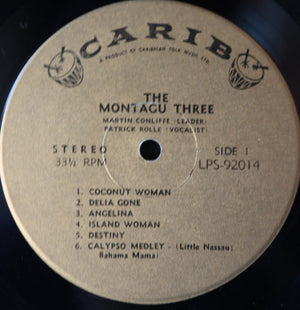 CARIB
A PRODUCT OF CARIBBEAN FOLK MUSIC LTD.
THE
MONTAGU THREE
MARTIN CONLIFFE (LEADER)
PATRICK ROLLE (VOCALIST)
STEREO
33⅓ RPM
SIDE 1
LPS-92014
1. COCONUT WOMAN
2. DELIA GONE
3. ANGELINA
4. ISLAND WOMAN
5. DESTINY
6. CALYPSO MEDLEY - (Little Nassau;
Bahama Mama)